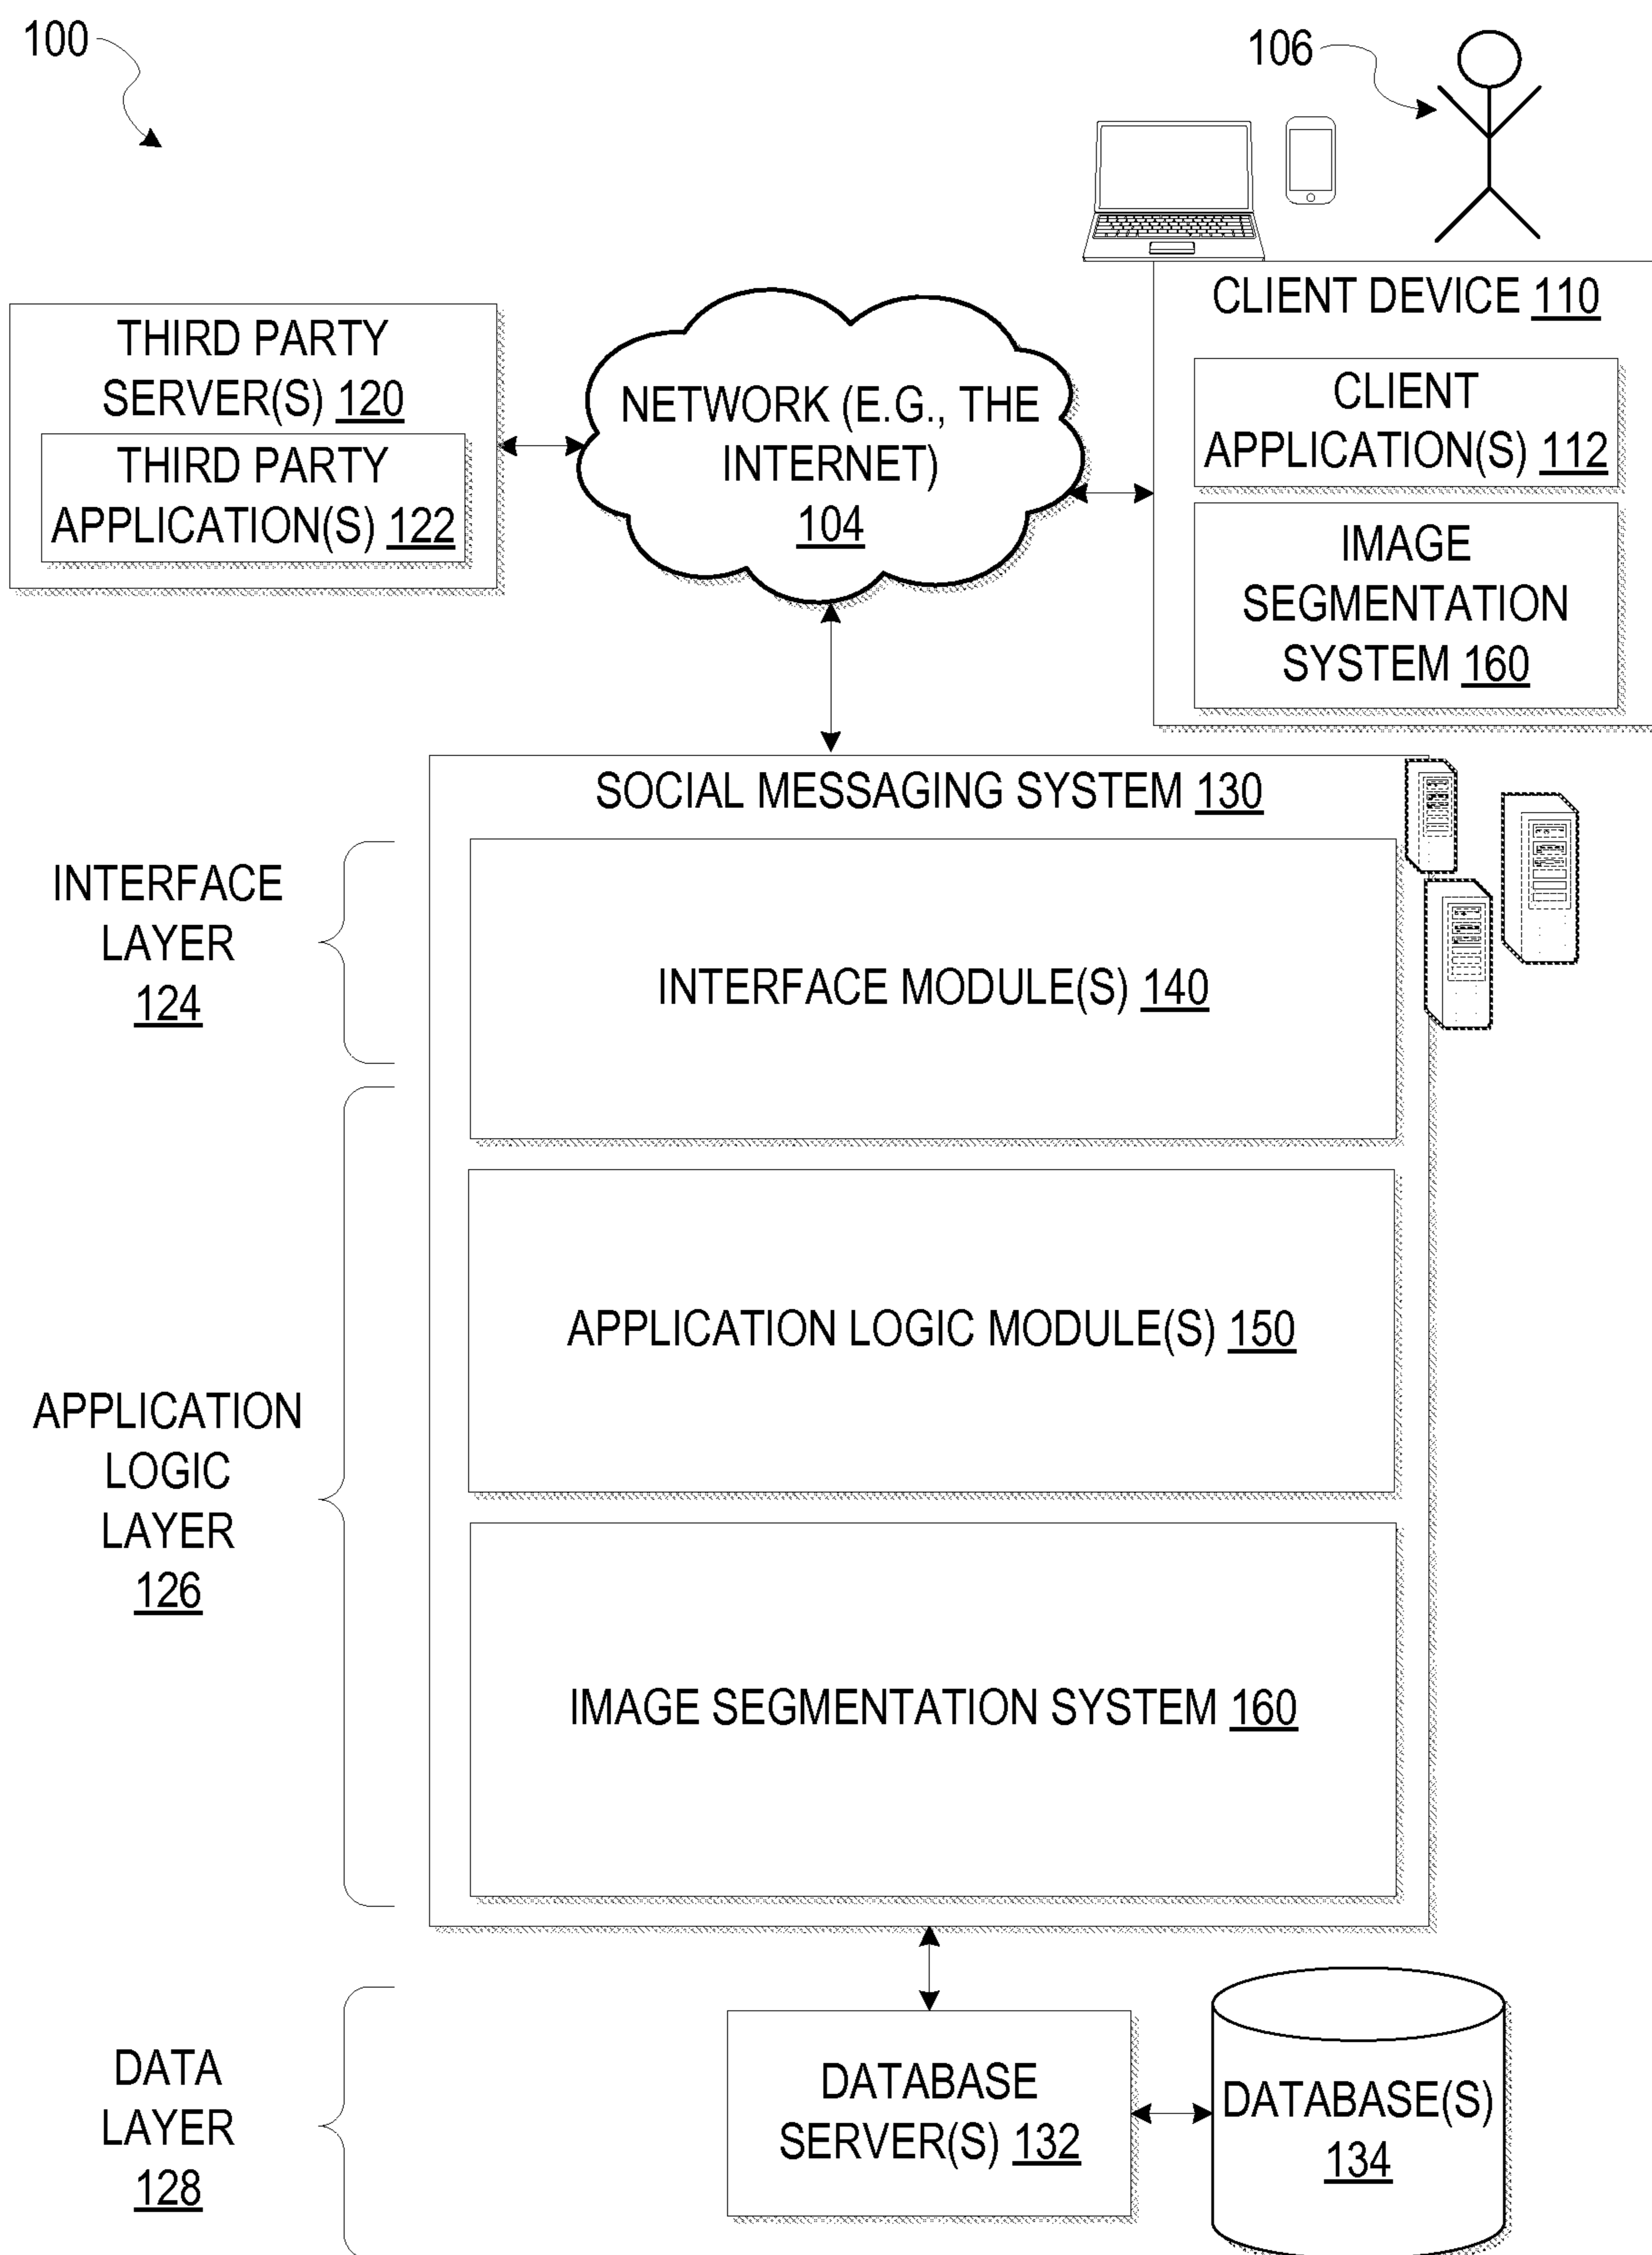 100
106
CLIENT DEVICE 110
CLIENT
APPLICATION(S) 112
IMAGE
SEGMENTATION
SYSTEM 160
THIRD PARTY
SERVER(S) 120
THIRD PARTY
APPLICATION(S) 122
NETWORK (E.G., THE
INTERNET)
104
SOCIAL MESSAGING SYSTEM 130
INTERFACE
LAYER
124
INTERFACE MODULE(S) 140
APPLICATION LOGIC MODULE(S) 150
APPLICATION
LOGIC
LAYER
126
IMAGE SEGMENTATION SYSTEM 160
DATA
LAYER
128
DATABASE
SERVER(S) 132
DATABASE(S)
134